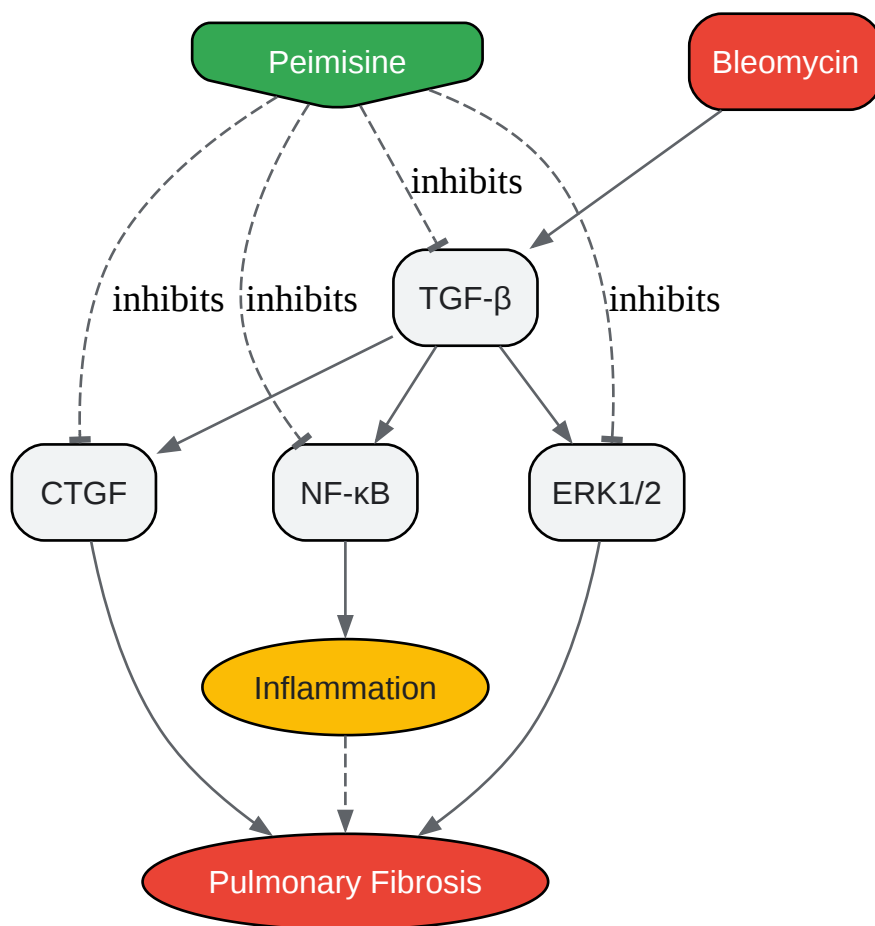 Peimisine
Bleomycin
inhibits
inhibits
inhibits
inhibits
TGF-β
CTGF
NF-κB
ERK1/2
Inflammation
Pulmonary Fibrosis